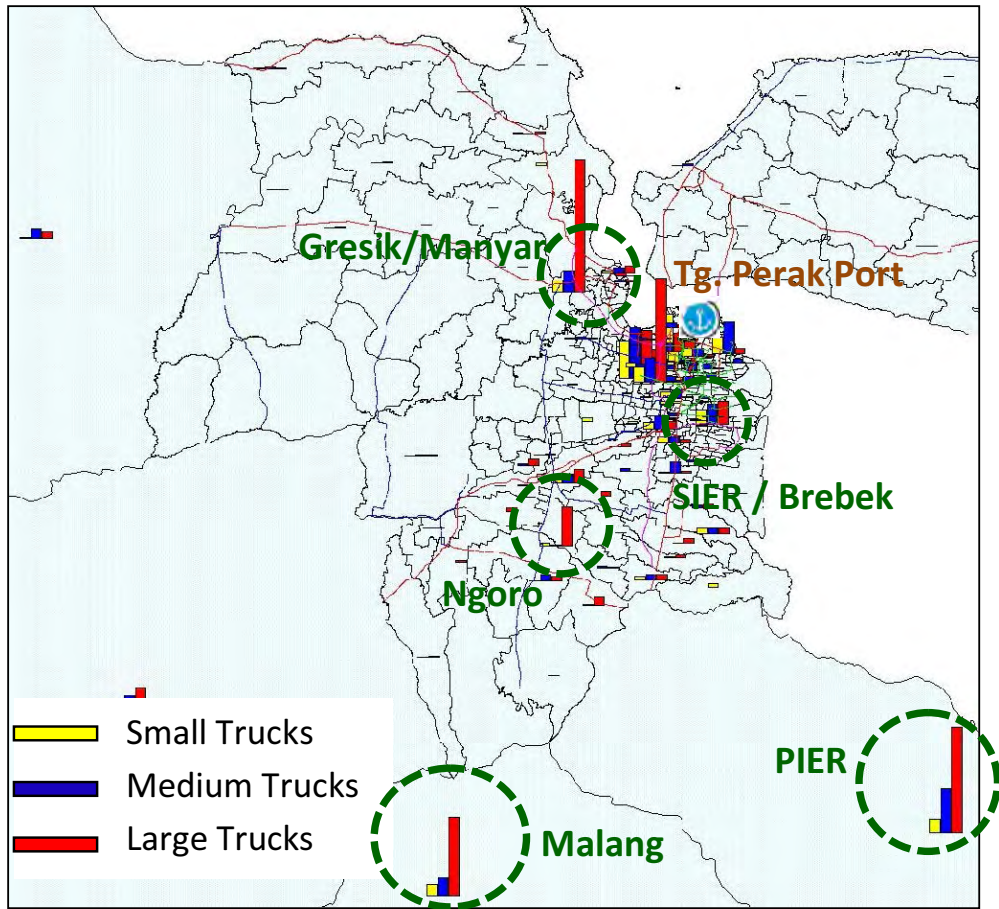 Gresik/Manyar
Tg. Perak Port
SIER / Brebek
Ngoro
PIER
Malang
Small Trucks
Medium Trucks
Large Trucks